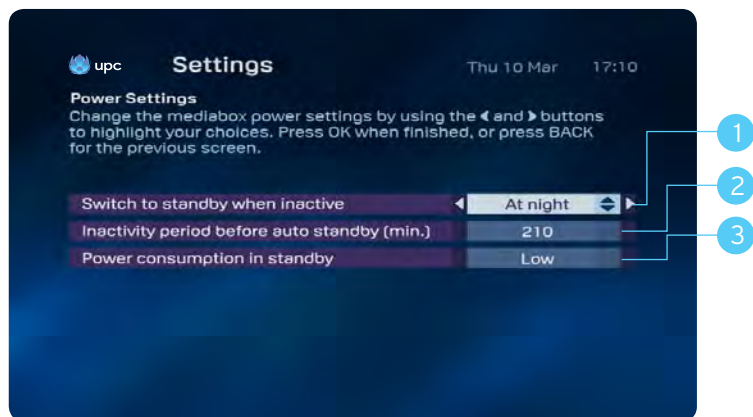 upc Settings Thu 10 Mar 17:10
Power Settings
Change the mediabox power settings by using the ◀ and ▶ buttons
to highlight your choices. Press OK when finished, or press BACK
for the previous screen.
Switch to standby when inactive At night
1
Inactivity period before auto standby (min.) 210
2
Power consumption in standby Low
3